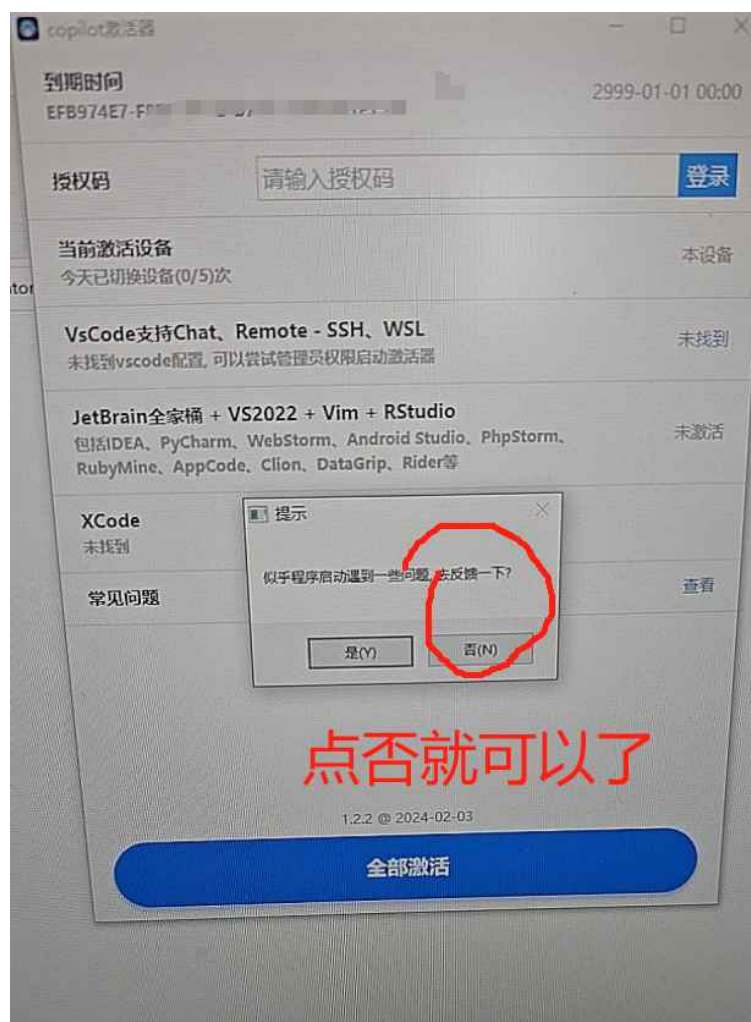 copilot激活器
到期时间
2999-01-01 00:00
EFB974E7-F
授权码
请输入授权码
登录
当前激活设备
今天已切换设备(0/5)次
本设备
tor
VsCode支持Chat、Remote - SSH、WSL
未找到vscode配置, 可以尝试管理员权限启动激活器
未找到
JetBrain全家桶 + VS2022 + Vim + RStudio
包括IDEA、PyCharm、WebStorm、Android Studio、PhpStorm、
RubyMine、AppCode、Clion、DataGrip、Rider等
未激活
XCode
未找到
提示
似乎程序启动遇到一些问题, 去反馈一下?
是(Y)
否(N)
常见问题
查看
点否就可以了
1.2.2 @ 2024-02-03
全部激活